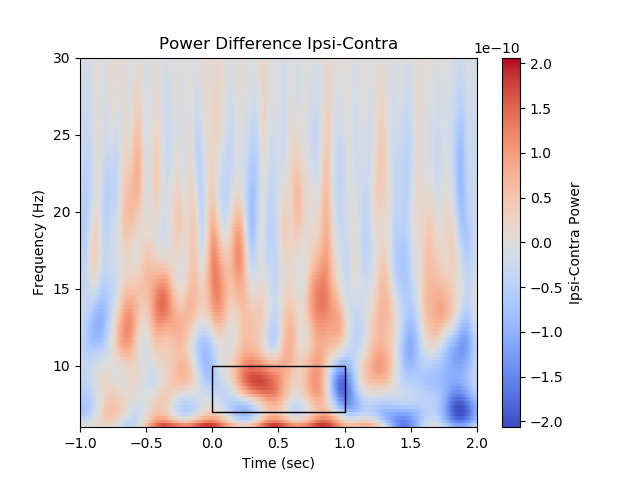 Power Difference Ipsi-Contra
1e−10
30
25
20
15
10
Frequency (Hz)
−1.0 −0.5 0.0 0.5 1.0 1.5 2.0
Time (sec)
2.0
1.5
1.0
0.5
0.0
−0.5
−1.0
−1.5
−2.0
Ipsi-Contra Power